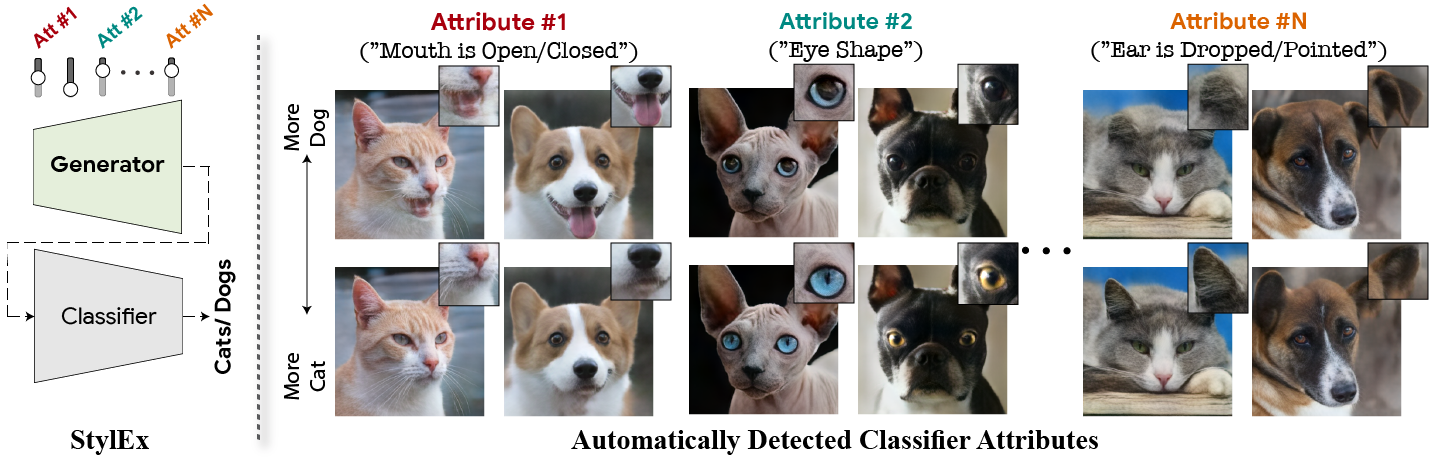 Att #1
Att #2
Att #N
Generator
Classifier
Cats/ Dogs
StylEx
Attribute #1
("Mouth is Open/Closed")
Attribute #2
("Eye Shape")
Attribute #N
("Ear is Dropped/Pointed")
More
Dog
More
Cat
Automatically Detected Classifier Attributes